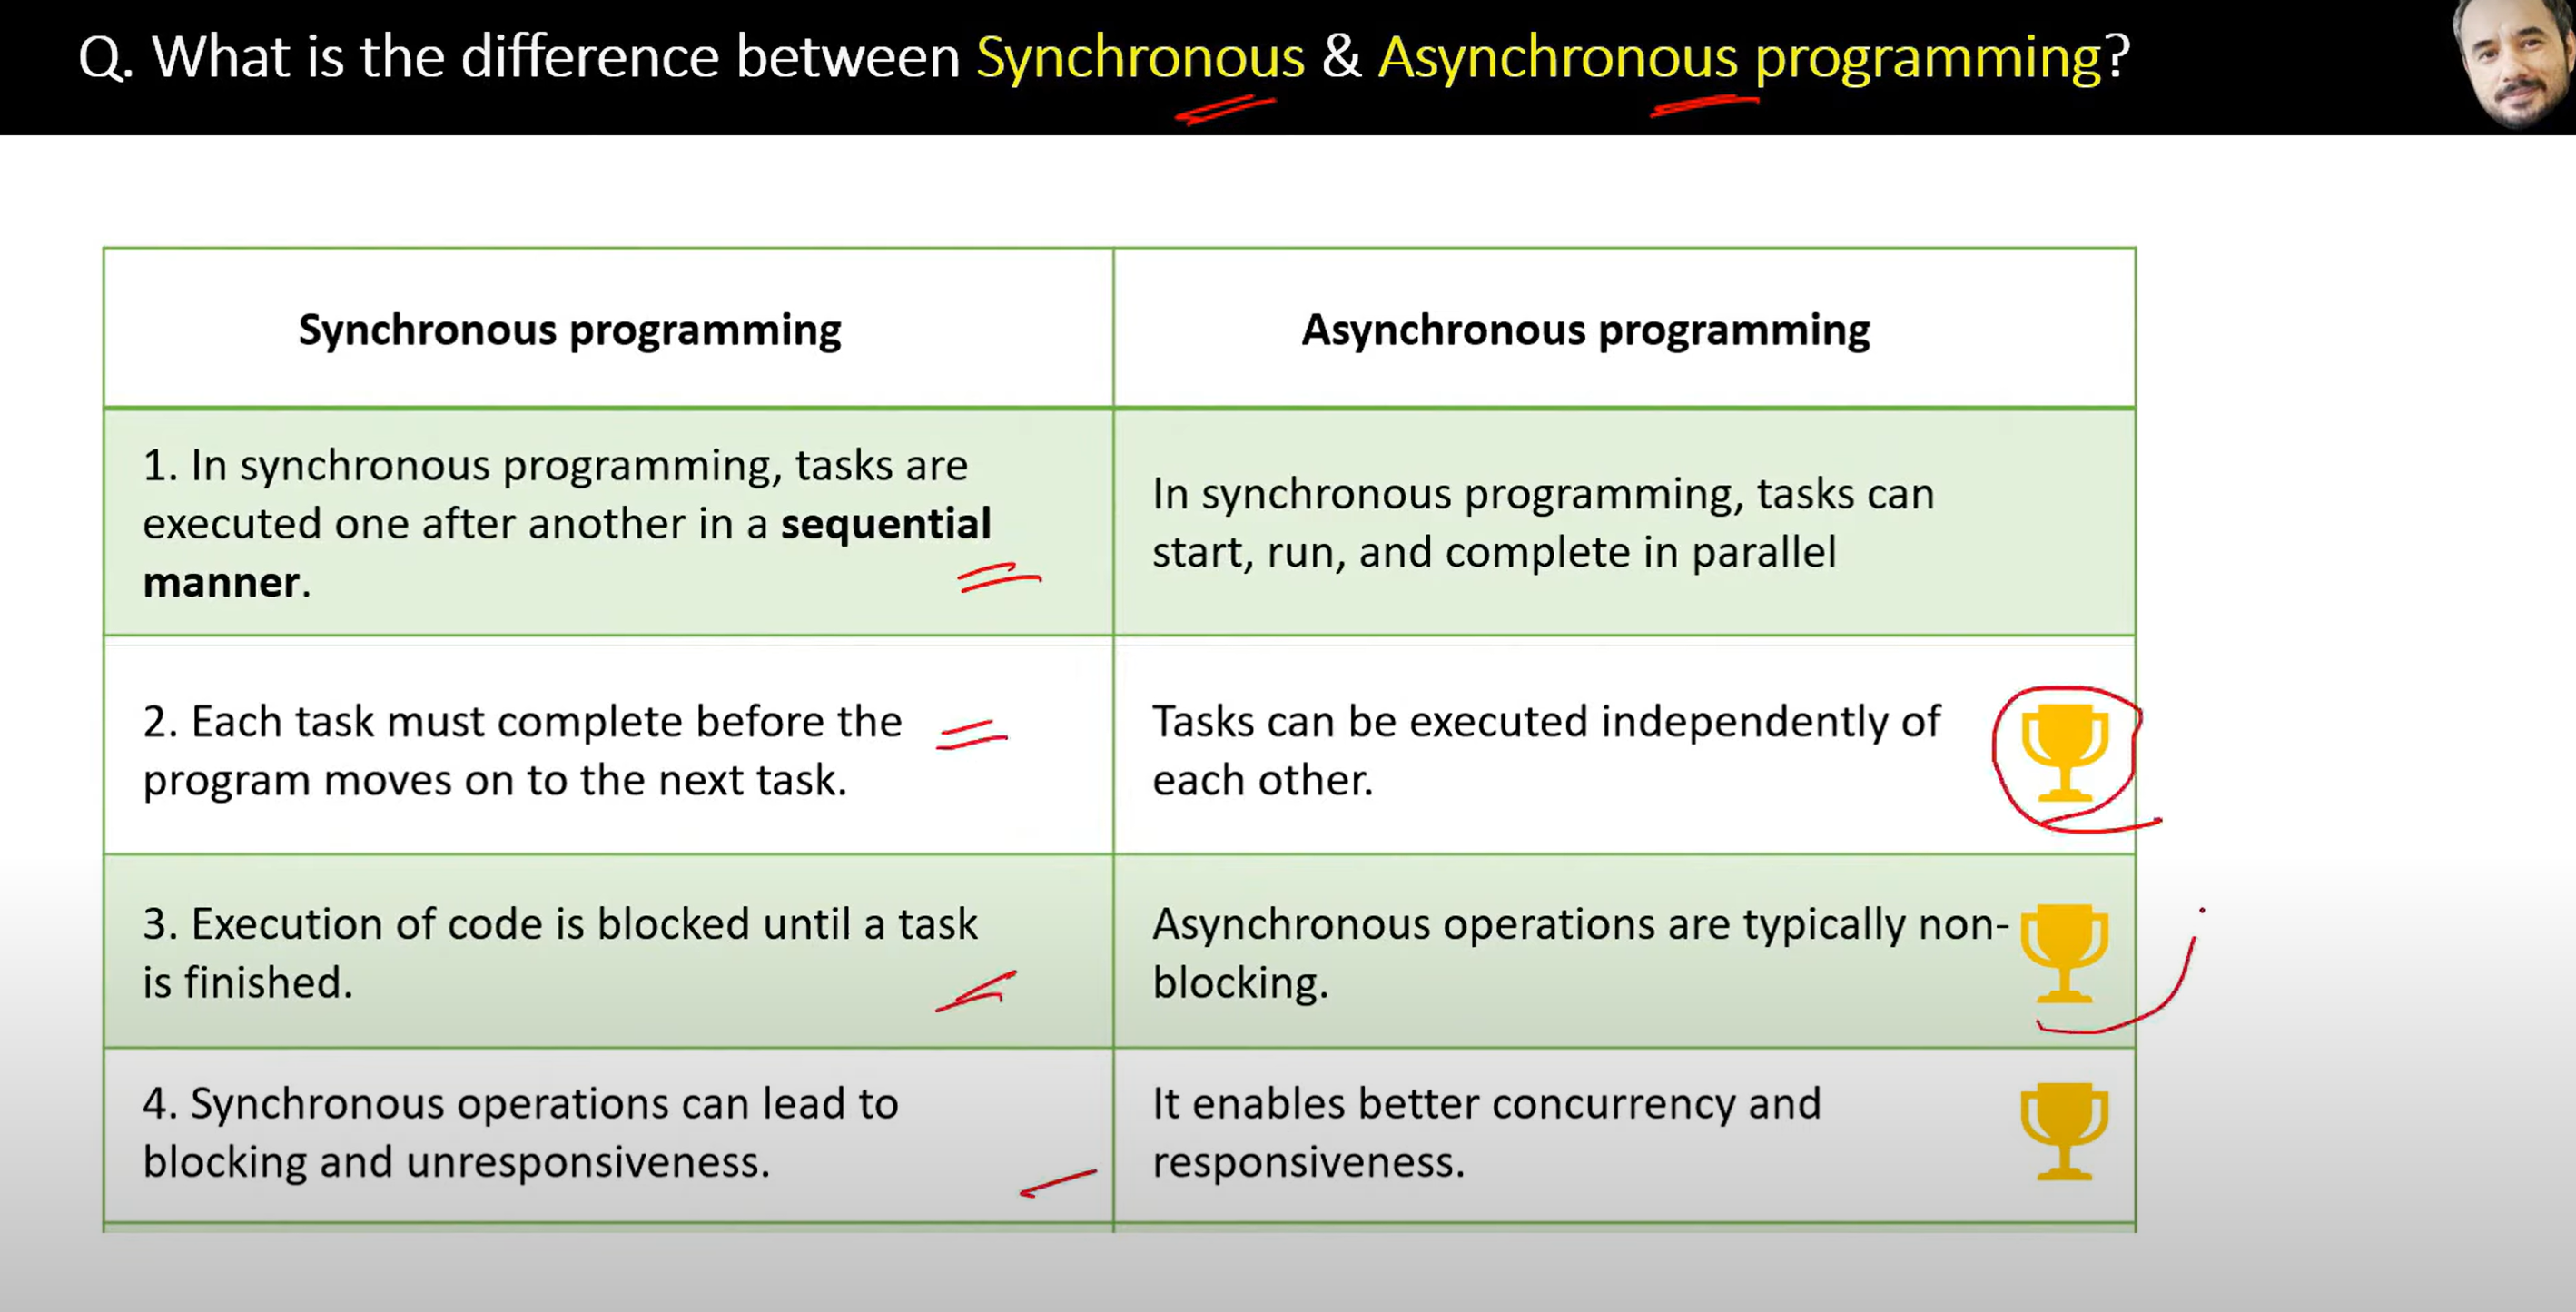 Q. What is the difference between Synchronous & Asynchronous programming?
Synchronous programming
Asynchronous programming
1. In synchronous programming, tasks are
executed one after another in a sequential
manner.
In synchronous programming, tasks can
start, run, and complete in parallel
2. Each task must complete before the
program moves on to the next task.
Tasks can be executed independently of
each other.
3. Execution of code is blocked until a task
is finished.
Asynchronous operations are typically non-
blocking.
4. Synchronous operations can lead to
blocking and unresponsiveness.
It enables better concurrency and
responsiveness.